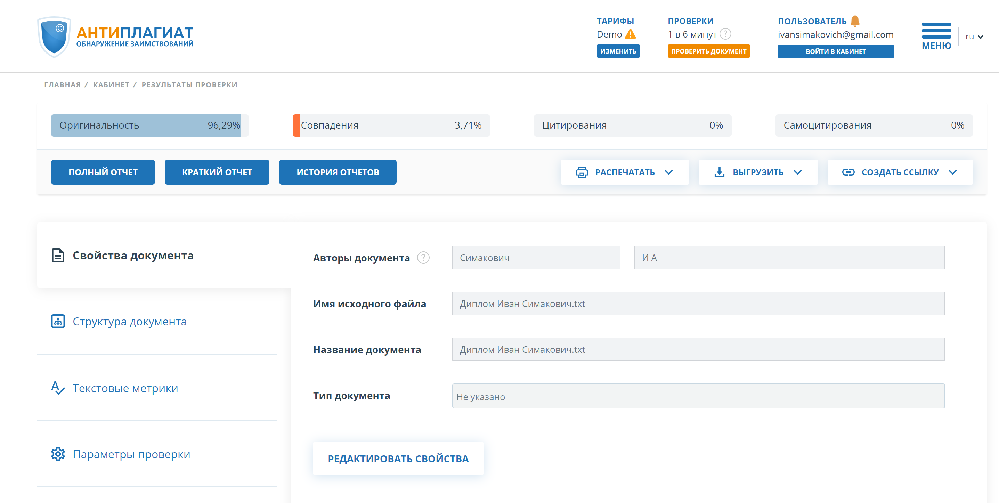 АНТИПЛАГИАТ
ОБНАРУЖЕНИЕ ЗАИМСТВОВАНИЙ
ТАРИФЫ
Demo
ИЗМЕНИТЬ
ПРОВЕРКИ
1 в 6 минут ?
ПРОВЕРИТЬ ДОКУМЕНТ
ПОЛЬЗОВАТЕЛЬ
ivansimakovich@gmail.com
ВОЙТИ В КАБИНЕТ
МЕНЮ
ru
ГЛАВНАЯ / КАБИНЕТ / РЕЗУЛЬТАТЫ ПРОВЕРКИ
Оригинальность 96,29%
Совпадения 3,71%
Цитирования 0%
Самоцитирования 0%
ПОЛНЫЙ ОТЧЕТ
КРАТКИЙ ОТЧЕТ
ИСТОРИЯ ОТЧЕТОВ
РАСПЕЧАТАТЬ
ВЫГРУЗИТЬ
СОЗДАТЬ ССЫЛКУ
Свойства документа
Структура документа
Текстовые метрики
Параметры проверки
Авторы документа ? Симакович И А
Имя исходного файла Диплом Иван Симакович.txt
Название документа Диплом Иван Симакович.txt
Тип документа Не указано
РЕДАКТИРОВАТЬ СВОЙСТВА